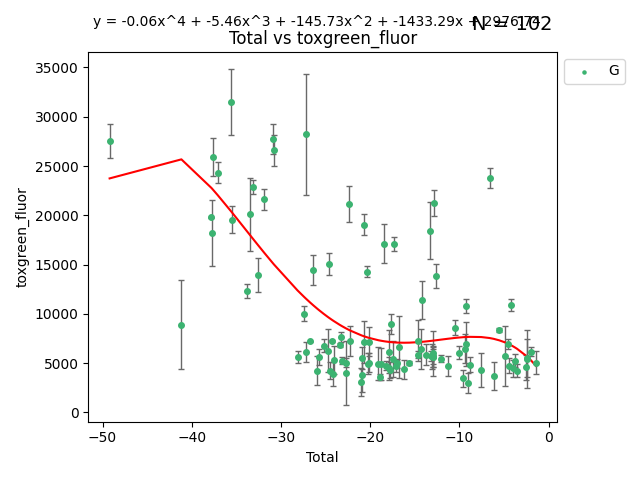 y = -0.06x^4 + -5.46x^3 + -145.73x^2 + -1433.29x + 2976.74
N = 102
Total vs toxgreen_fluor
G
35000
30000
25000
20000
15000
10000
5000
0
toxgreen_fluor
−50 −40 −30 −20 −10 0
Total